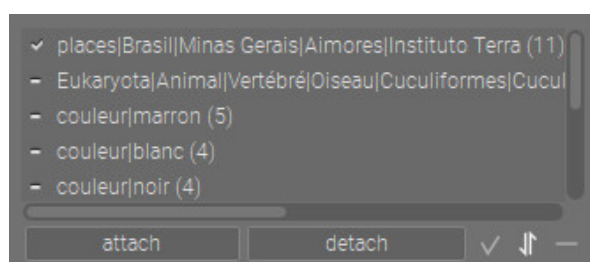 places|Brasil|Minas Gerais|Aimores|Instituto Terra (11)
Eukaryota|Animal|Vertébré|Oiseau|Cuculiformes|Cucul
couleur|marron (5)
couleur|blanc (4)
couleur|noir (4)
attach detach